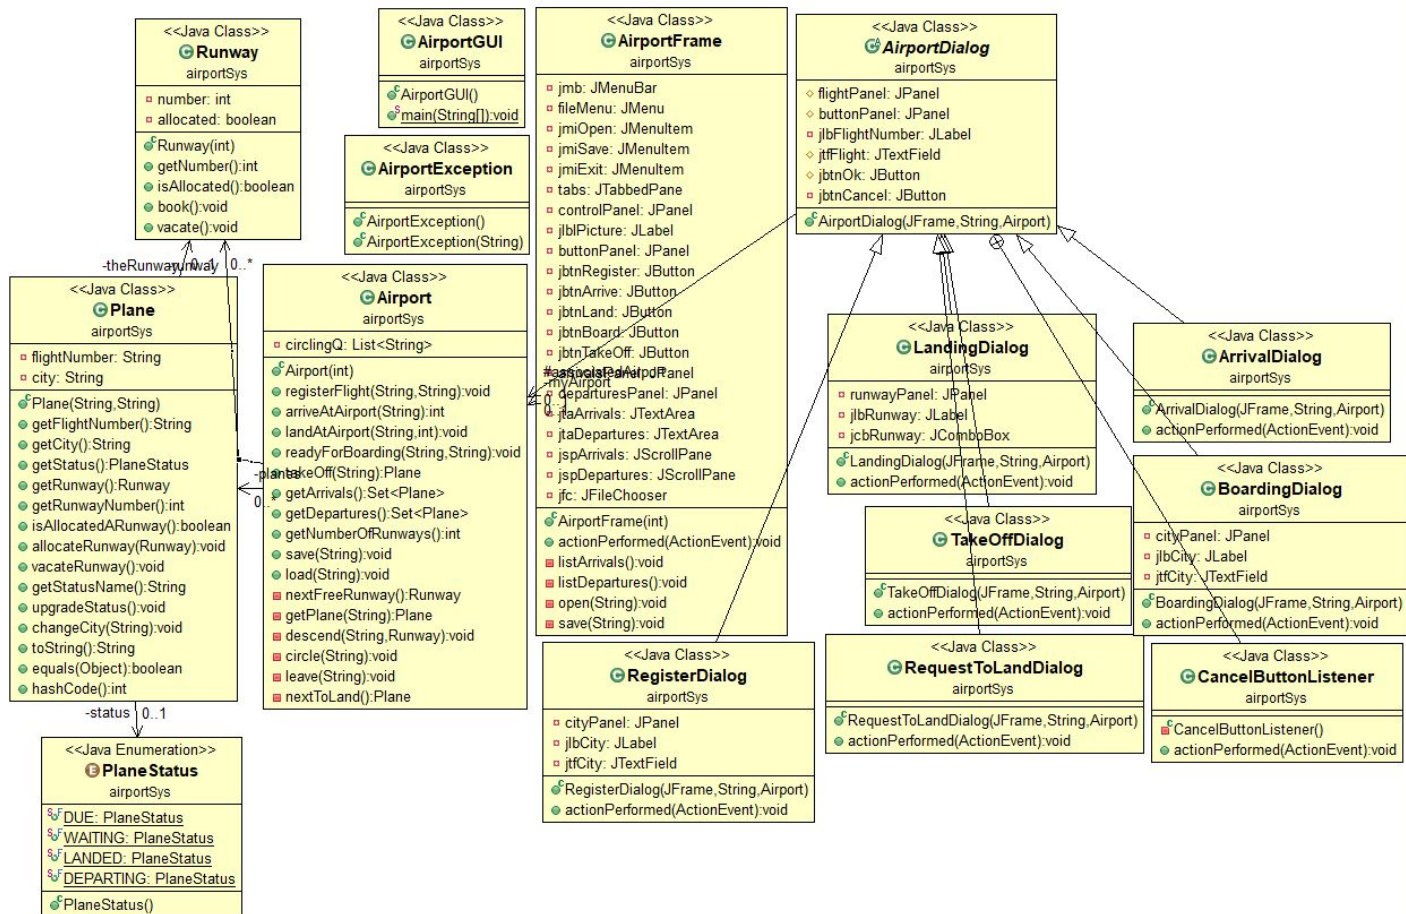 <<Java Class>>
Runway
airportSys
number: int
allocated: boolean
Runway(int)
getNumber():int
isAllocated():boolean
book():void
vacate():void
<<Java Class>>
AirportGUI
airportSys
AirportGUI()
main(String[]):void
<<Java Class>>
AirportException
airportSys
AirportException()
AirportException(String)
<<Java Class>>
AirportFrame
airportSys
jmb: JMenuBar
fileMenu: JMenu
jmiOpen: JMenuItem
jmiSave: JMenuItem
jmiExit: JMenuItem
tabs: JTabbedPane
controlPanel: JPanel
jlblPicture: JLabel
buttonPanel: JPanel
jbtnRegister: JButton
jbtnArrive: JButton
jbtnLand: JButton
jbtnBoard: JButton
jbtnTakeOff: JButton
JPanel
departuresPanel: JPanel
jtaArrivals: JTextArea
jtaDepartures: JTextArea
jspArrivals: JScrollPane
jspDepartures: JScrollPane
jfc: JFileChooser
AirportFrame(int)
actionPerformed(ActionEvent):void
listArrivals():void
listDepartures():void
open(String):void
save(String):void
<<Java Class>>
AirportDialog
airportSys
flightPanel: JPanel
buttonPanel: JPanel
jlbFlightNumber: JLabel
jtfFlight: JTextField
jbtnOk: JButton
jbtnCancel: JButton
AirportDialog(JFrame,String,Airport)
-theRunway
0..1
0..*
<<Java Class>>
Plane
airportSys
flightNumber: String
city: String
Plane(String,String)
getFlightNumber():String
getCity():String
getStatus():PlaneStatus
getRunway():Runway
getRunwayNumber():int
isAllocatedARunway():boolean
allocateRunway(Runway):void
vacateRunway():void
getStatusName():String
upgradeStatus():void
changeCity(String):void
toString():String
equals(Object):boolean
hashCode():int
-planes
0..*
<<Java Class>>
Airport
airportSys
circlingQ: List<String>
Airport(int)
registerFlight(String,String):void
arriveAtAirport(String):int
landAtAirport(String,int):void
readyForBoarding(String,String):void
takeOff(String):Plane
getArrivals():Set<Plane>
getDepartures():Set<Plane>
getNumberOfRunways():int
save(String):void
load(String):void
nextFreeRunway():Runway
getPlane(String):Plane
descend(String,Runway):void
circle(String):void
leave(String):void
nextToLand():Plane
#associatedAirport
-myAirport
0..1
<<Java Class>>
LandingDialog
airportSys
runwayPanel: JPanel
jlbRunway: JLabel
jcbRunway: JComboBox
LandingDialog(JFrame,String,Airport)
actionPerformed(ActionEvent):void
<<Java Class>>
ArrivalDialog
airportSys
ArrivalDialog(JFrame,String,Airport)
actionPerformed(ActionEvent):void
<<Java Class>>
TakeOffDialog
airportSys
TakeOffDialog(JFrame,String,Airport)
actionPerformed(ActionEvent):void
<<Java Class>>
BoardingDialog
airportSys
cityPanel: JPanel
jlbCity: JLabel
jtfCity: JTextField
BoardingDialog(JFrame,String,Airport)
actionPerformed(ActionEvent):void
<<Java Class>>
RegisterDialog
airportSys
cityPanel: JPanel
jlbCity: JLabel
jtfCity: JTextField
RegisterDialog(JFrame,String,Airport)
actionPerformed(ActionEvent):void
<<Java Class>>
RequestToLandDialog
airportSys
RequestToLandDialog(JFrame,String,Airport)
actionPerformed(ActionEvent):void
<<Java Class>>
CancelButtonListener
airportSys
CancelButtonListener()
actionPerformed(ActionEvent):void
-status
0..1
<<Java Enumeration>>
PlaneStatus
airportSys
DUE: PlaneStatus
WAITING: PlaneStatus
LANDED: PlaneStatus
DEPARTING: PlaneStatus
PlaneStatus()